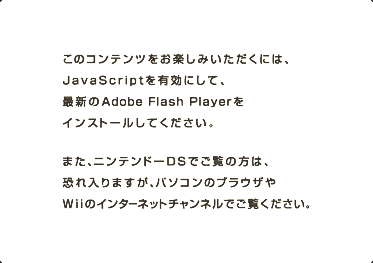 このコンテンツをお楽しみいただくには、
JavaScriptを有効にして、
最新のAdobe Flash Playerを
インストールしてください。
また、ニンテンドーDSでご覧の方は、
恐れ入りますが、パソコンのブラウザや
Wiiのインターネットチャンネルでご覧ください。